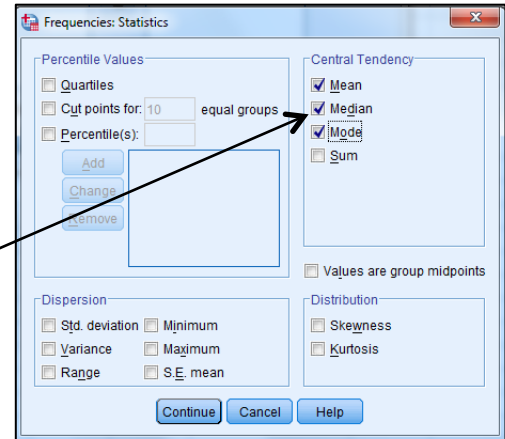 Frequencies: Statistics
Percentile Values
Quartiles
Cut points for: 10 equal groups
Percentile(s):
Add
Change
Remove
Central Tendency
Mean
Median
Mode
Sum
Values are group midpoints
Dispersion
Std. deviation Minimum
Variance Maximum
Range S.E. mean
Distribution
Skewness
Kurtosis
Continue Cancel Help